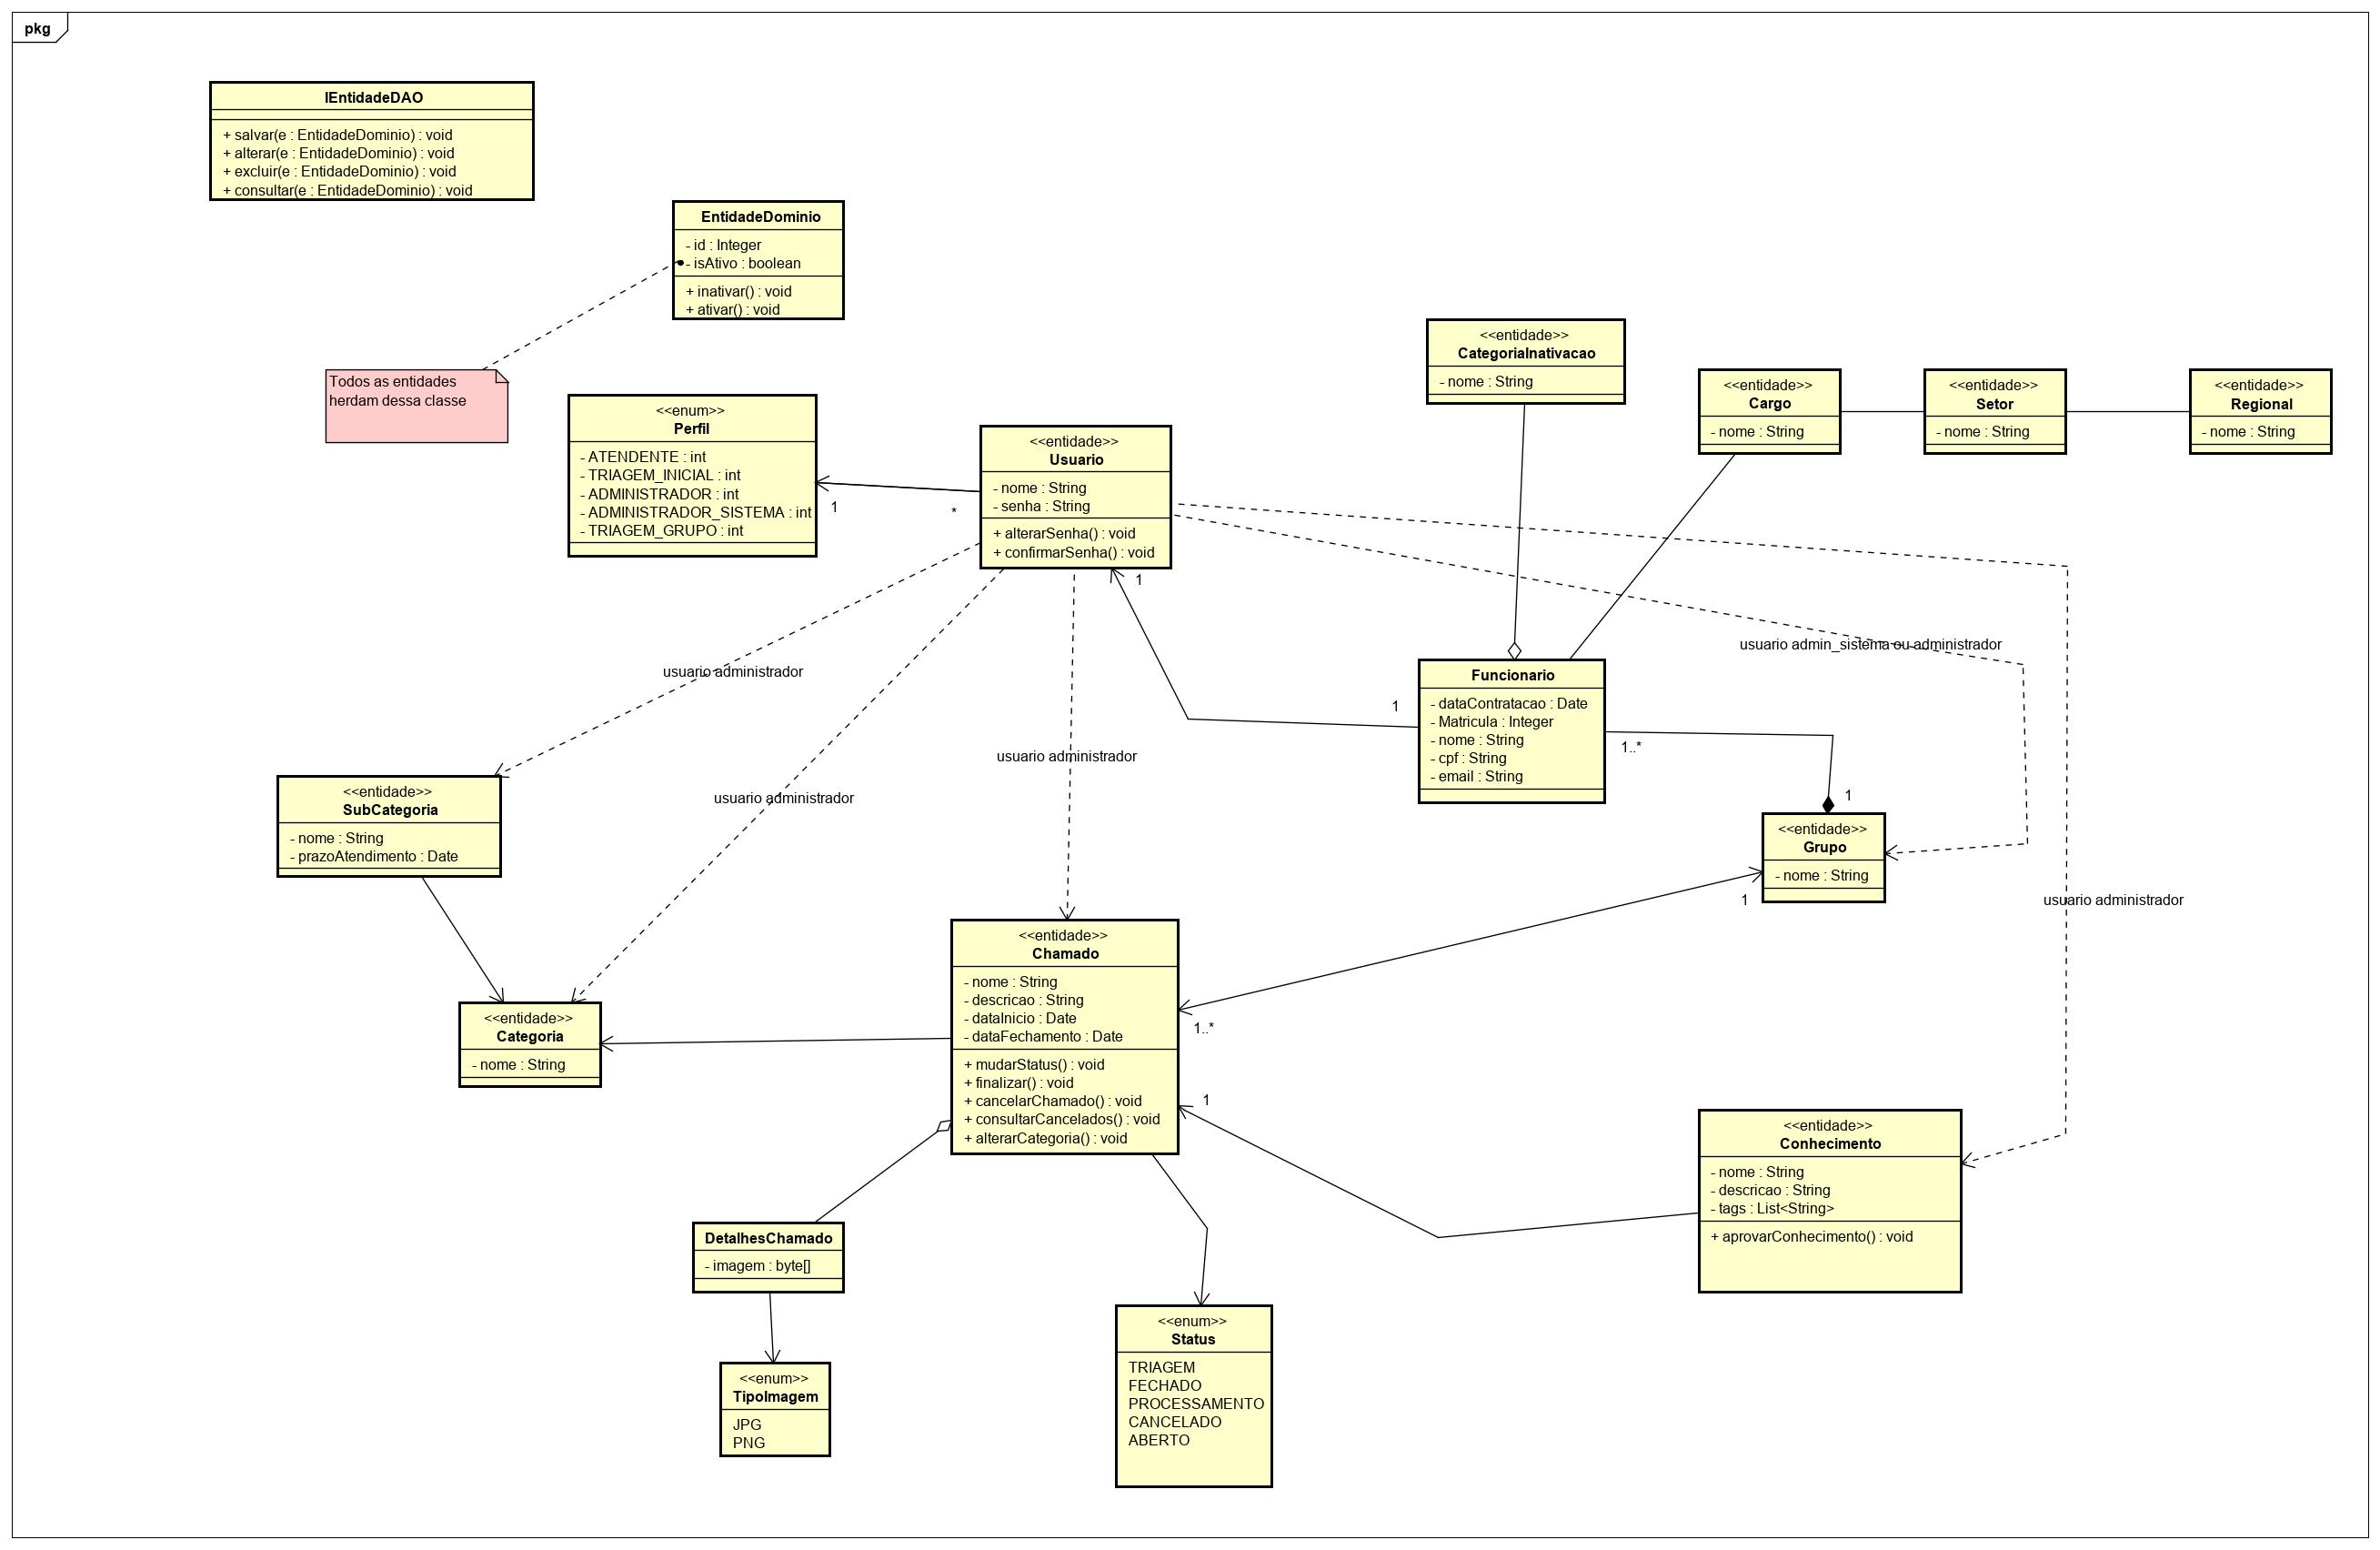 pkg
IEntidadeDAO
+ salvar(e : EntidadeDominio) : void
+ alterar(e : EntidadeDominio) : void
+ excluir(e : EntidadeDominio) : void
+ consultar(e : EntidadeDominio) : void
EntidadeDominio
- id : Integer
- isAtivo : boolean
+ inativar() : void
+ ativar() : void
Todos as entidades
herdam dessa classe
<<enum>>
Perfil
- ATENDENTE : int
- TRIAGEM_INICIAL : int
- ADMINISTRADOR : int
- ADMINISTRADOR_SISTEMA : int
- TRIAGEM_GRUPO : int
1
*
<<entidade>>
Usuario
- nome : String
- senha : String
+ alterarSenha() : void
+ confirmarSenha() : void
1
<<entidade>>
CategoriaInativacao
- nome : String
<<entidade>>
Cargo
- nome : String
<<entidade>>
Setor
- nome : String
<<entidade>>
Regional
- nome : String
usuario administrador
usuario administrador
usuario administrador
usuario admin_sistema ou administrador
usuario administrador
1
Funcionario
- dataContratacao : Date
- Matricula : Integer
- nome : String
- cpf : String
- email : String
1..*
1
<<entidade>>
Grupo
- nome : String
1
<<entidade>>
SubCategoria
- nome : String
- prazoAtendimento : Date
<<entidade>>
Categoria
- nome : String
<<entidade>>
Chamado
- nome : String
- descricao : String
- dataInicio : Date
- dataFechamento : Date
+ mudarStatus() : void
+ finalizar() : void
+ cancelarChamado() : void
+ consultarCancelados() : void
+ alterarCategoria() : void
1..*
1
<<entidade>>
Conhecimento
- nome : String
- descricao : String
- tags : List<String>
+ aprovarConhecimento() : void
DetalhesChamado
- imagem : byte[]
<<enum>>
TipoImagem
JPG
PNG
<<enum>>
Status
TRIAGEM
FECHADO
PROCESSAMENTO
CANCELADO
ABERTO